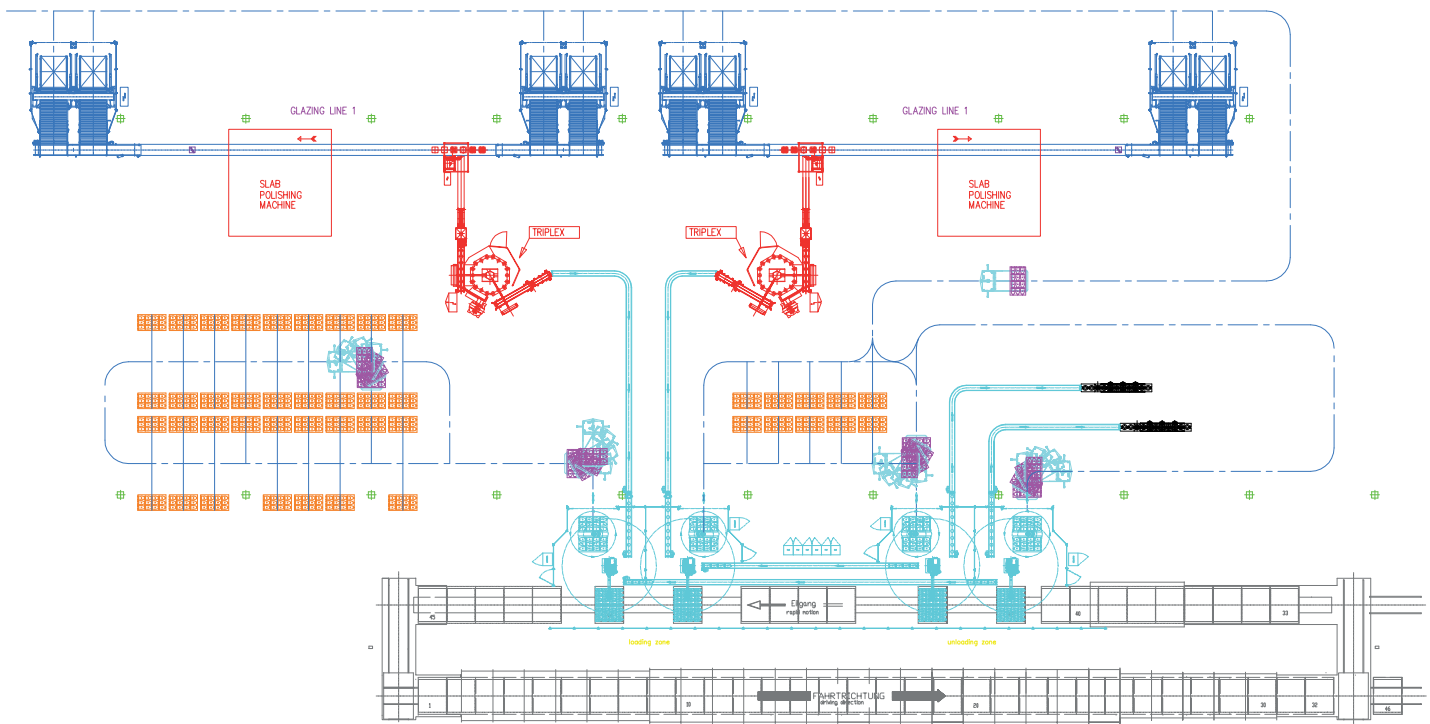 GLAZING LINE 1
GLAZING LINE 1
SLAB
POLISHING
MACHINE
SLAB
POLISHING
MACHINE
TRIPLEX
TRIPLEX
Eilgang
rapid motion
45
40
33
loading zone
unloading zone
1
10
FAHRTRICHTUNG
driving direction
20
30
32
46